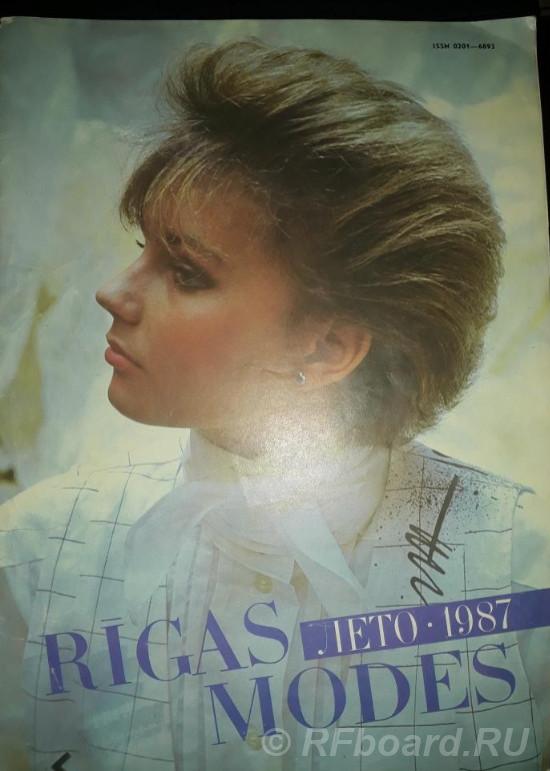 ISSN 0201—6893
RĪGAS
ЛЕТО · 1987
MODES
© RFboard.RU